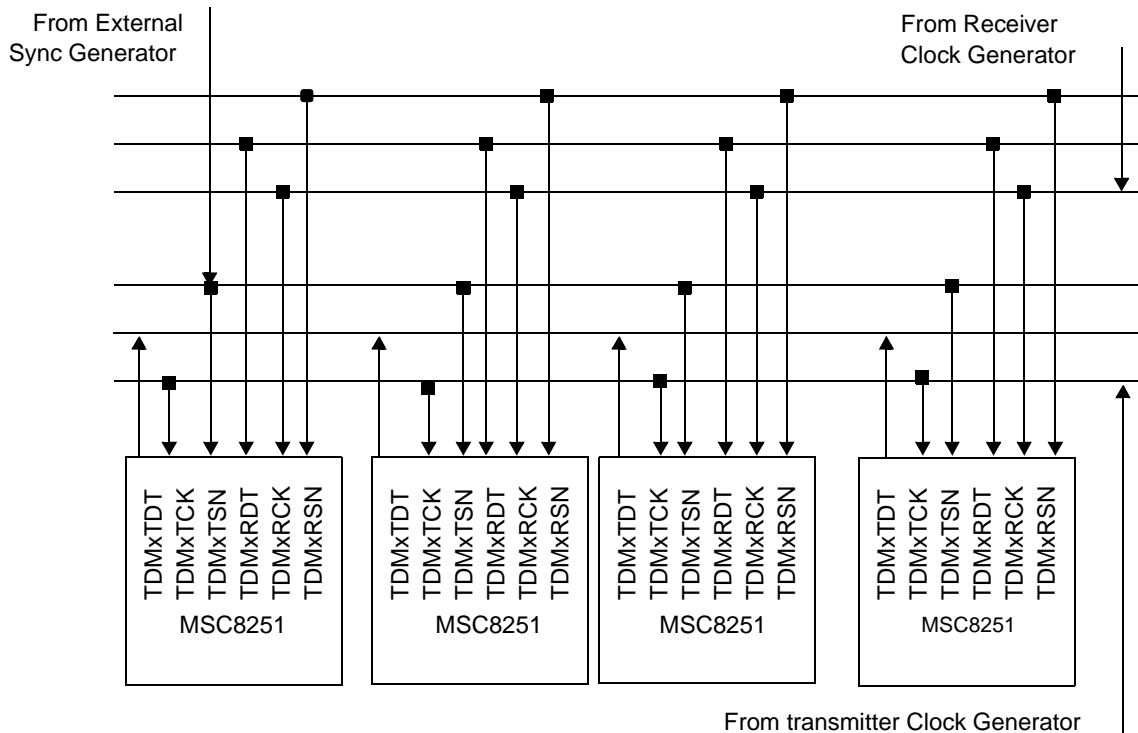 From External
Sync Generator
From Receiver
Clock Generator
TDMxTDT
TDMxTCK
TDMxTSN
TDMxRDT
TDMxRCK
TDMxRSN
MSC8251
TDMxTDT
TDMxTCK
TDMxTSN
TDMxRDT
TDMxRCK
TDMxRSN
MSC8251
TDMxTDT
TDMxTCK
TDMxTSN
TDMxRDT
TDMxRCK
TDMxRSN
MSC8251
TDMxTDT
TDMxTCK
TDMxTSN
TDMxRDT
TDMxRCK
TDMxRSN
MSC8251
From transmitter Clock Generator